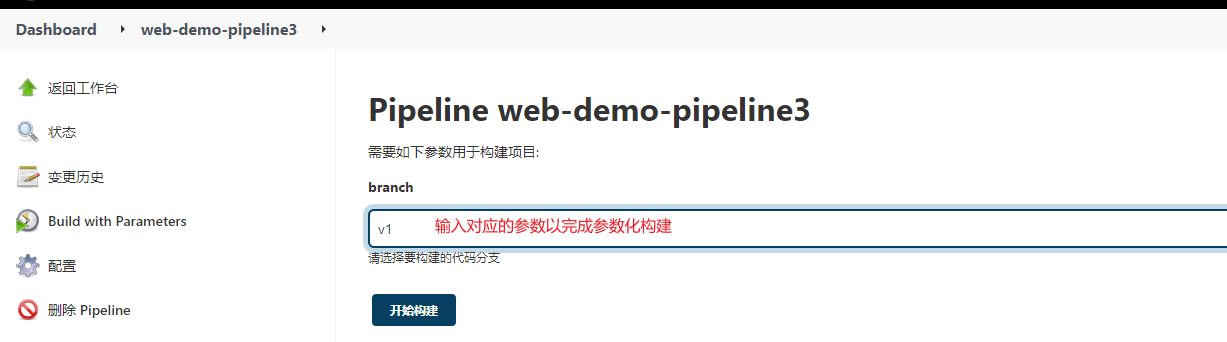 Dashboard
web-demo-pipeline3
返回工作台
状态
变更历史
Build with Parameters
配置
删除 Pipeline
Pipeline web-demo-pipeline3
需要如下参数用于构建项目:
branch
v1 输入对应的参数以完成参数化构建
请选择要构建的代码分支
开始构建